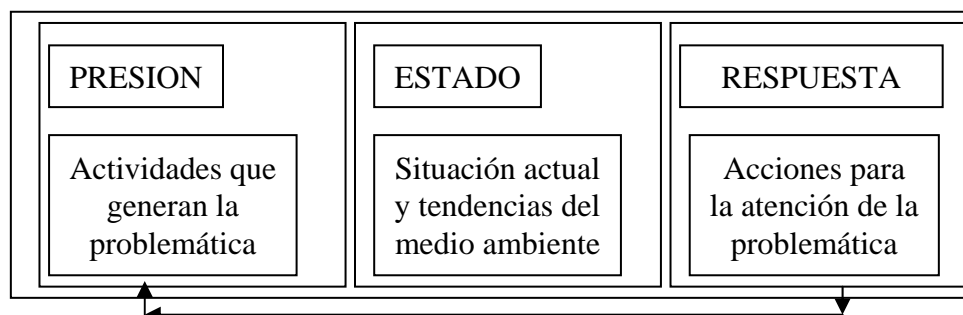 PRESION
Actividades que
generan la
problemática
ESTADO
Situación actual
y tendencias del
medio ambiente
RESPUESTA
Acciones para
la atención de la
problemática